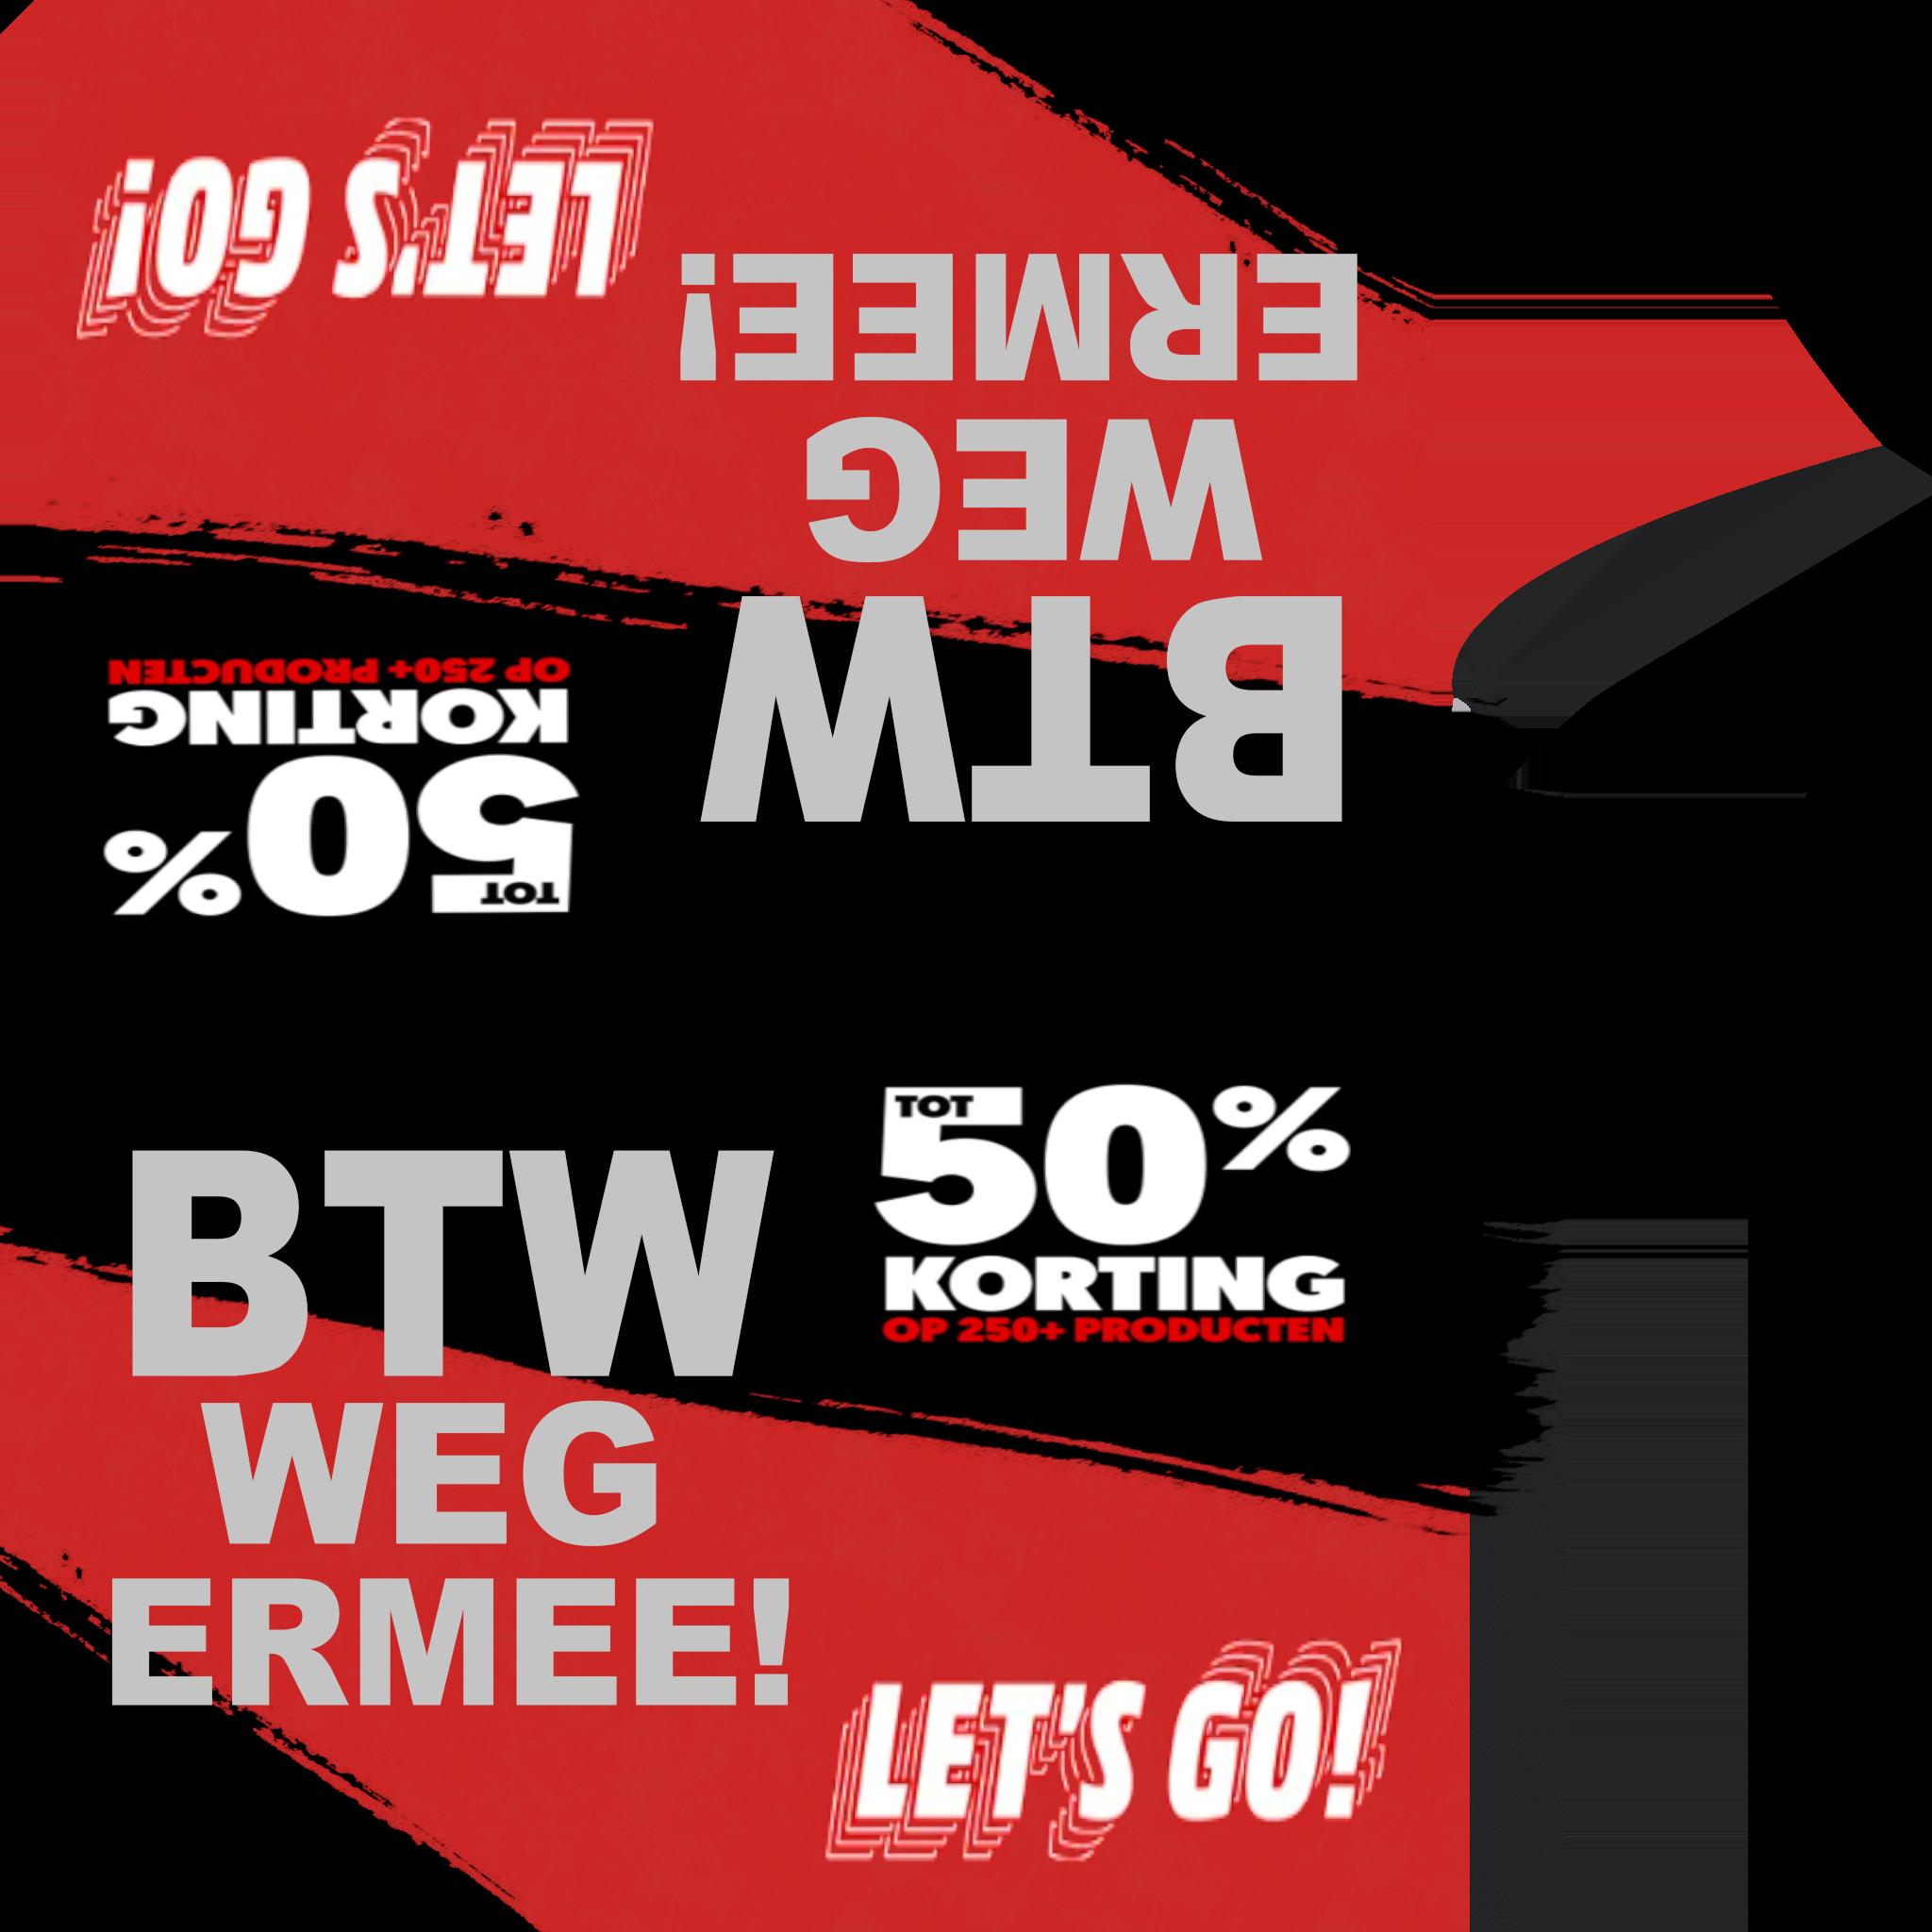 LET'S GO!
BTW
WEG
ERMEE!
TOT
50%
KORTING
OP 250+ PRODUCTEN
BTW
WEG
ERMEE!
TOT
50%
KORTING
OP 250+ PRODUCTEN
LET'S GO!